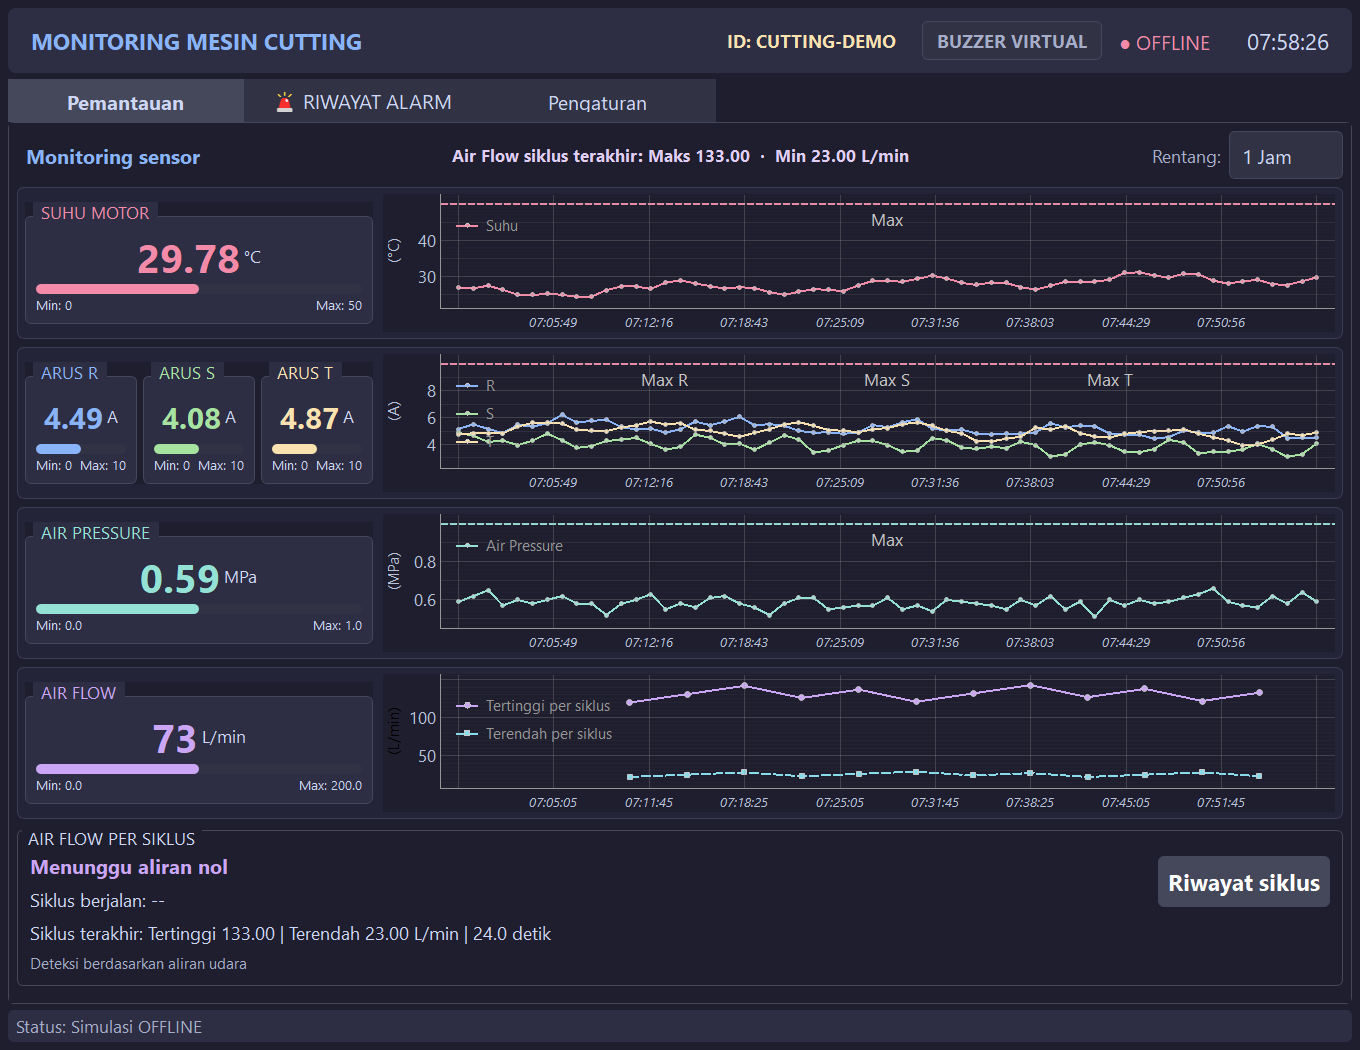 MONITORING MESIN CUTTING
ID: CUTTING-DEMO
BUZZER VIRTUAL
● OFFLINE
07:58:26
Pemantauan
RIWAYAT ALARM
Pengaturan
Monitoring sensor
Air Flow siklus terakhir: Maks 133.00 · Min 23.00 L/min
Rentang:
1 Jam
SUHU MOTOR
29.78 °C
Min: 0
Max: 50
(°C)
40
30
Suhu
Max
07:05:49 07:12:16 07:18:43 07:25:09 07:31:36 07:38:03 07:44:29 07:50:56
ARUS R
4.49 A
Min: 0 Max: 10
ARUS S
4.08 A
Min: 0 Max: 10
ARUS T
4.87 A
Min: 0 Max: 10
(A)
8
6
4
R
S
Max R
Max S
Max T
07:05:49 07:12:16 07:18:43 07:25:09 07:31:36 07:38:03 07:44:29 07:50:56
AIR PRESSURE
0.59 MPa
Min: 0.0
Max: 1.0
(MPa)
0.8
0.6
Air Pressure
Max
07:05:49 07:12:16 07:18:43 07:25:09 07:31:36 07:38:03 07:44:29 07:50:56
AIR FLOW
73 L/min
Min: 0.0
Max: 200.0
(L/min)
100
50
Tertinggi per siklus
Terendah per siklus
07:05:05 07:11:45 07:18:25 07:25:05 07:31:45 07:38:25 07:45:05 07:51:45
AIR FLOW PER SIKLUS
Menunggu aliran nol
Siklus berjalan: --
Siklus terakhir: Tertinggi 133.00 | Terendah 23.00 L/min | 24.0 detik
Deteksi berdasarkan aliran udara
Riwayat siklus
Status: Simulasi OFFLINE